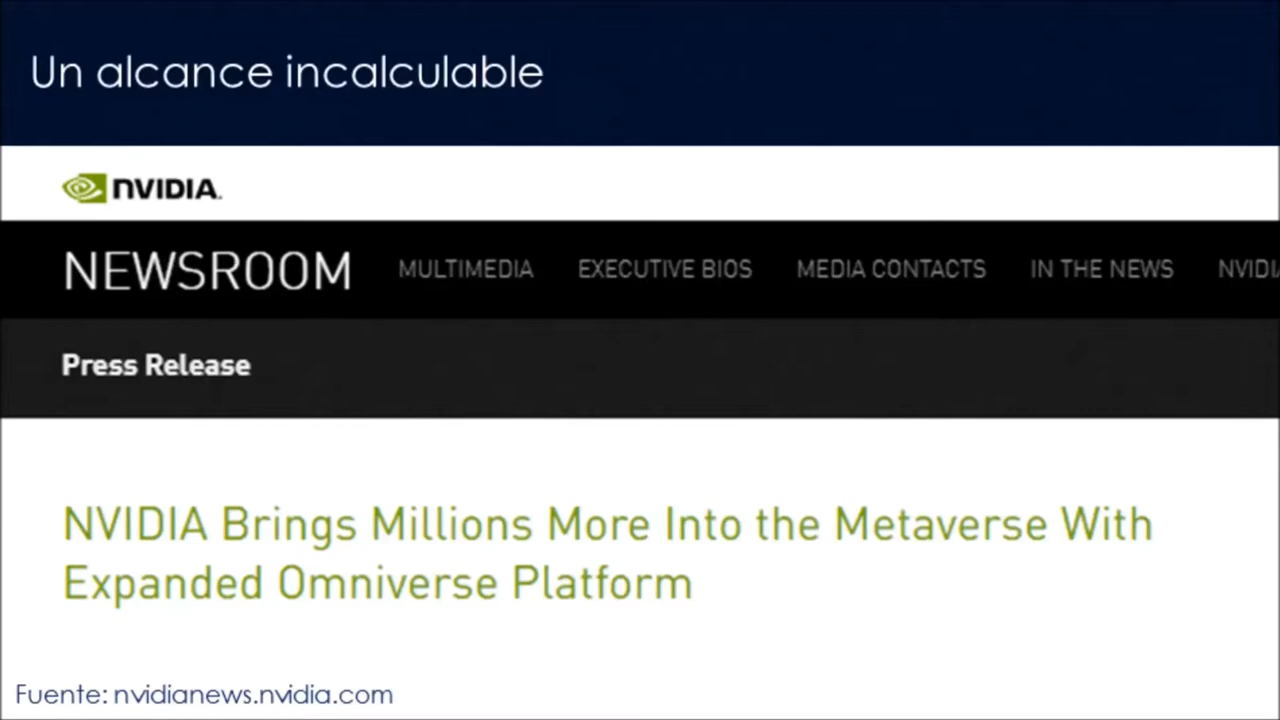 Un alcance incalculable
NVIDIA.
NEWSROOM MULTIMEDIA EXECUTIVE BIOS MEDIA CONTACTS IN THE NEWS
Press Release
NVIDIA Brings Millions More Into the Metaverse With
Expanded Omniverse Platform
Fuente: nvidianews.nvidia.com